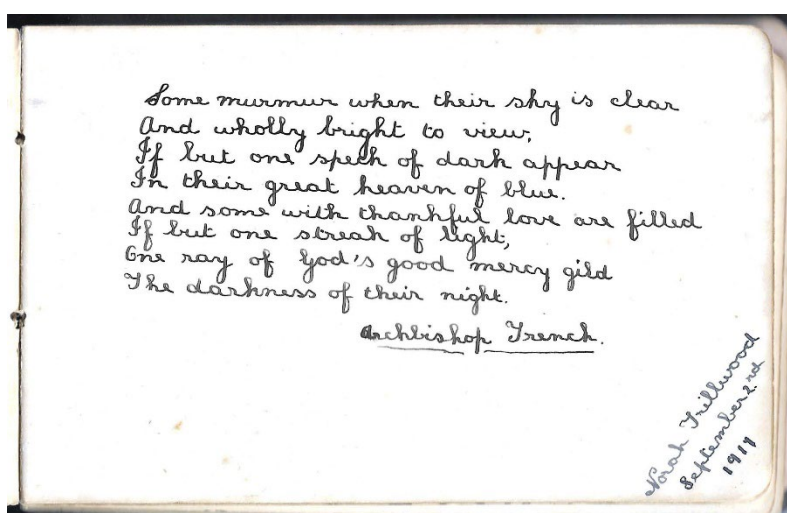 Some murmur when their sky is clear
And wholly bright to view,
If but one speck of dark appear
In their great heaven of blue.
And some with thankful love are filled
If but one streak of light,
One ray of God's good mercy gild
The darkness of their night.
Archbishop Trench.
Norah Trillwood
September 2nd
1917